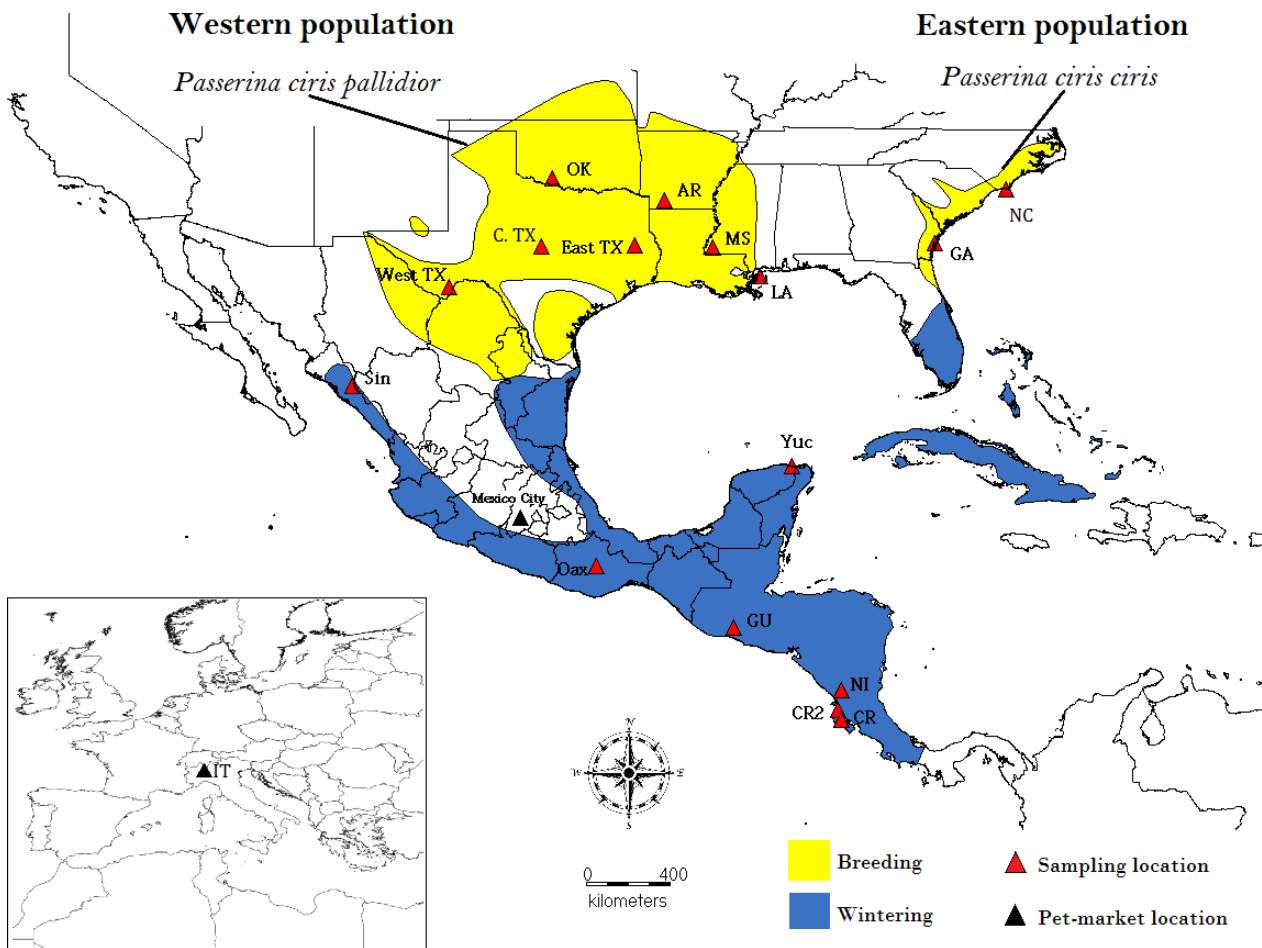 Western population
Eastern population
Passerina ciris pallidior
Passerina ciris ciris
OK
AR
NC
C. TX
East TX
MS
GA
West TX
LA
Sin
Yuc
Mexico City
Oax
GU
NI
CR2
CR
N
W
E
S
IT
0 400
kilometers
Breeding
Wintering
Sampling location
Pet-market location